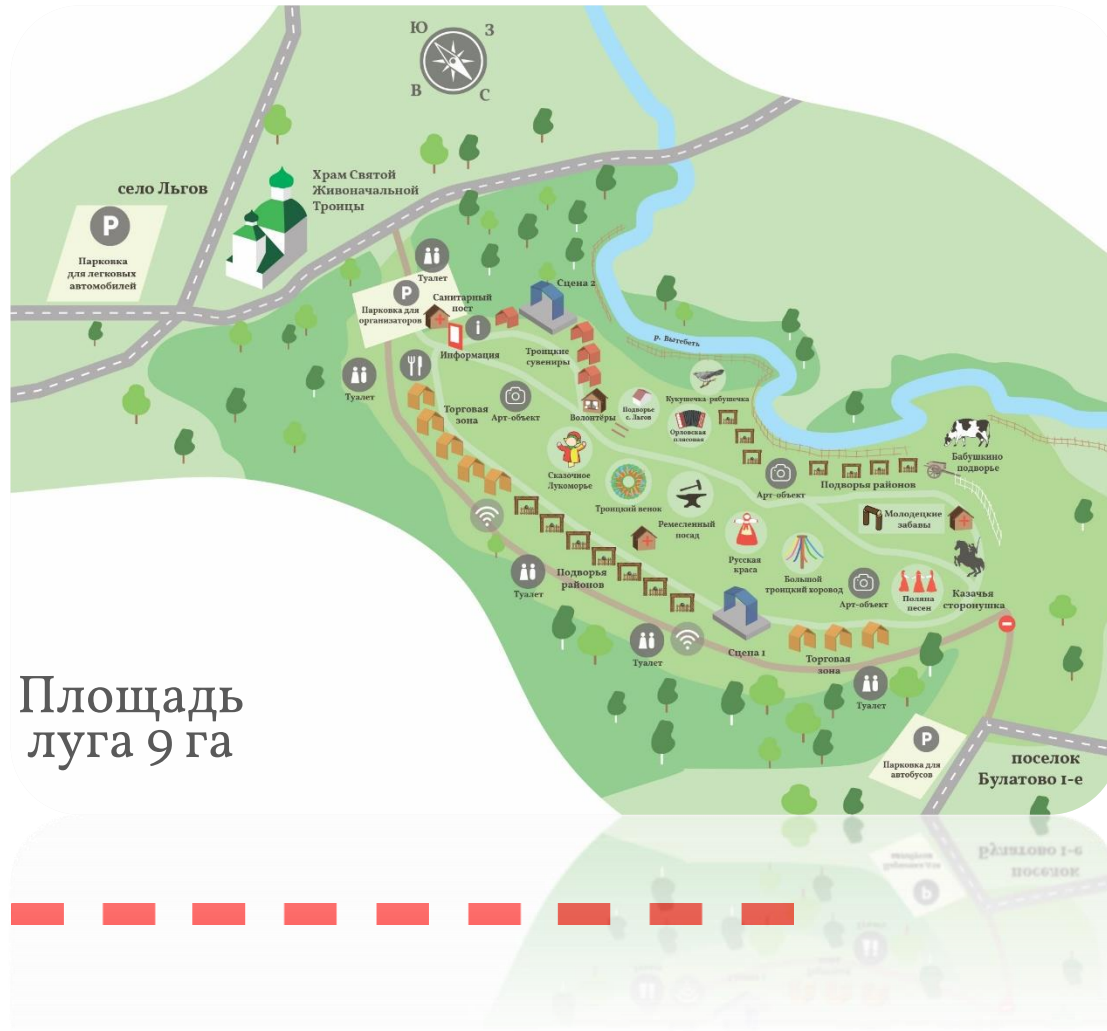 Ю
З
В
С
село Льгов
Храм Святой
Живоначальной
Троицы
P
Парковка
для легковых
автомобилей
Туалет
P
Парковка для
организаторов
Санитарный
пост
i
Информация
Сцена 2
Троицкие
сувениры
р. Вытебеть
Туалет
Торговая
зона
Арт-объект
Волонтёры
Подворье
с. Льгов
Кукушечка-рябушечка
Орловская
плясовая
Сказочное
Лукоморье
Троицкий венок
Ремесленный
посад
Арт-объект
Подворья районов
Бабушкино
подворье
Молодецкие
забавы
Русская
краса
Большой
троицкий хоровод
Арт-объект
Поляна
песен
Казачья
сторонушка
Подворья
районов
Туалет
Туалет
Сцена 1
Торговая
зона
Туалет
P
Парковка для
автобусов
поселок
Булатово 1-е
Площадь
луга 9 га